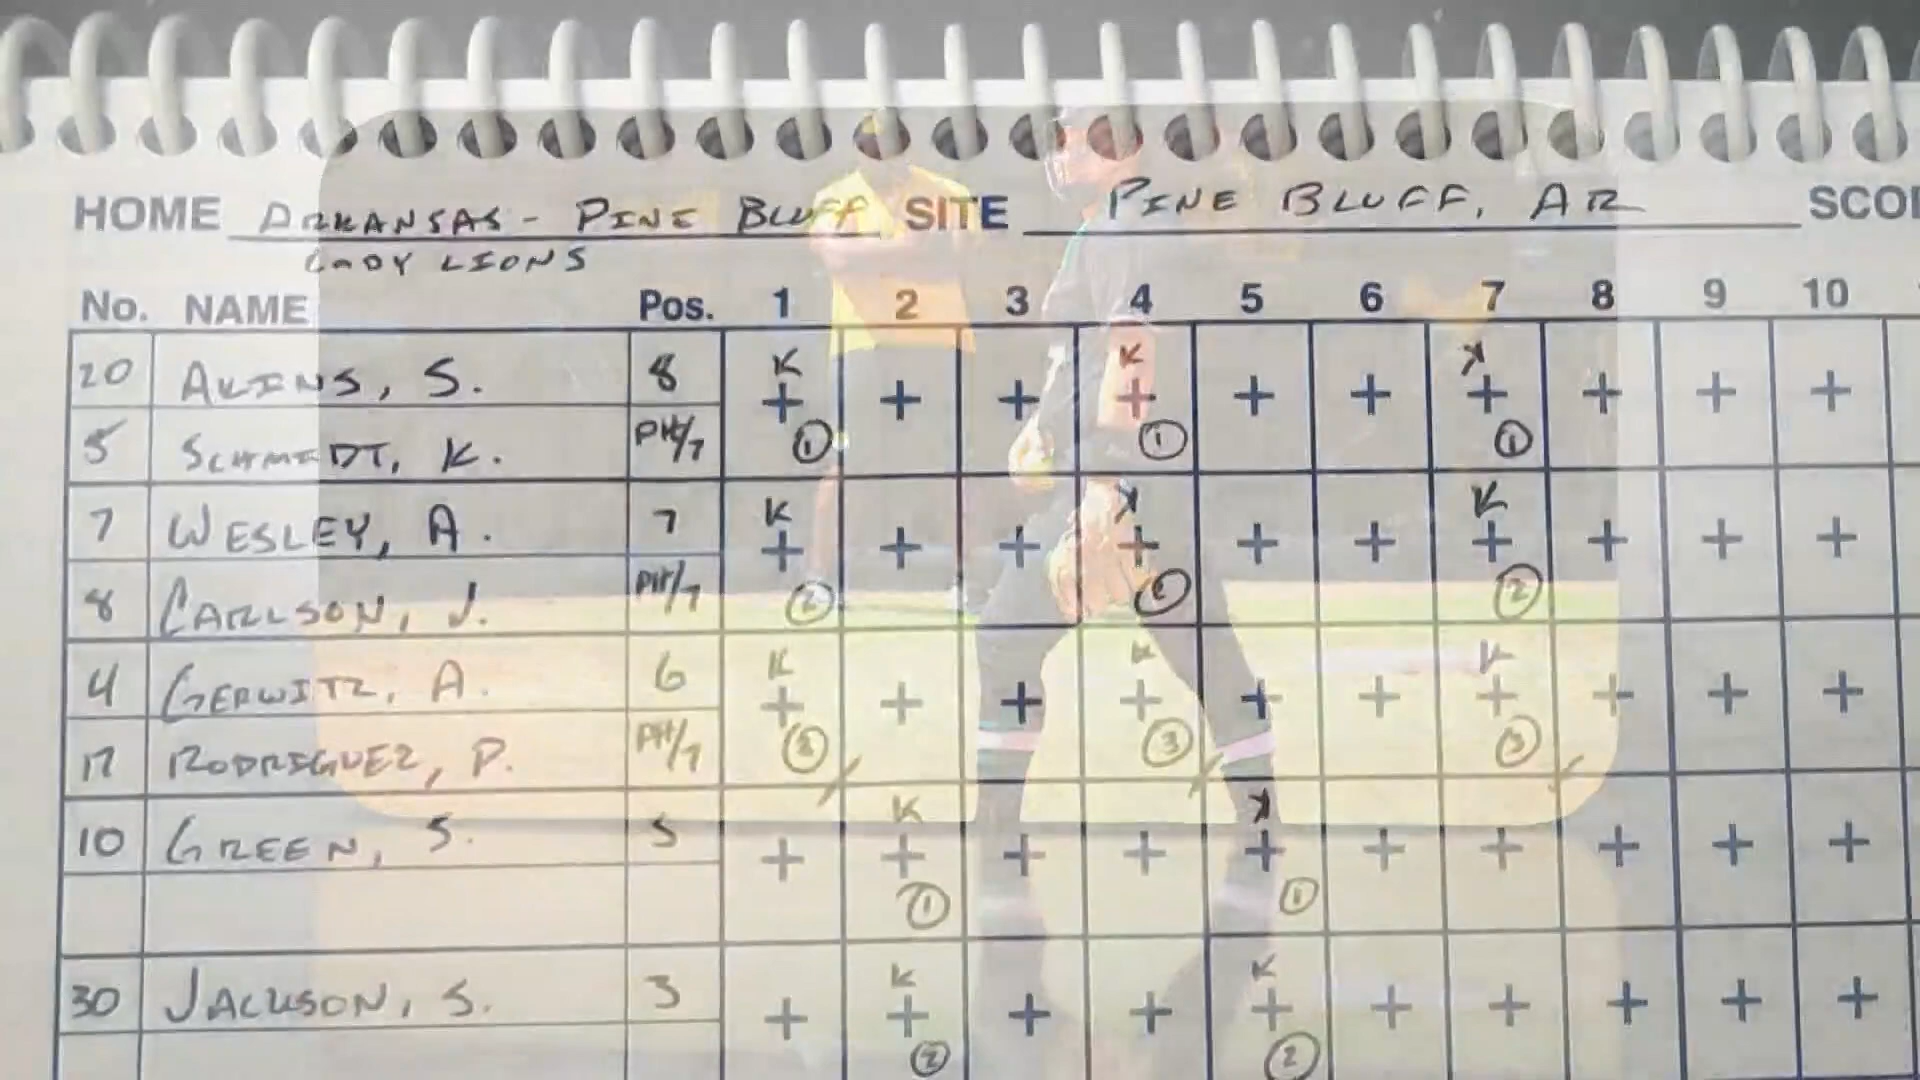 HOME ARKANSAS - PINE BLUFF SITE PINE BLUFF, AR SCO
LADY LIONS
No. NAME Pos. 1 2 3 4 5 6 7 8 9 10
20 AKINS, S. 8 K K ꓘ
5 SCHMIDT, K. PH/7 1 1 1
7 WESLEY, A. 7 K ꓘ K
8 CARLSON, J. PH/7 2 2 2
4 GERWITZ, A. 6 K K K
17 RODRIGUEZ, P. PH/7 3 3 3
10 GREEN, S. 5 K ꓘ
1 1
30 JACKSON, S. 3 K K
2 2